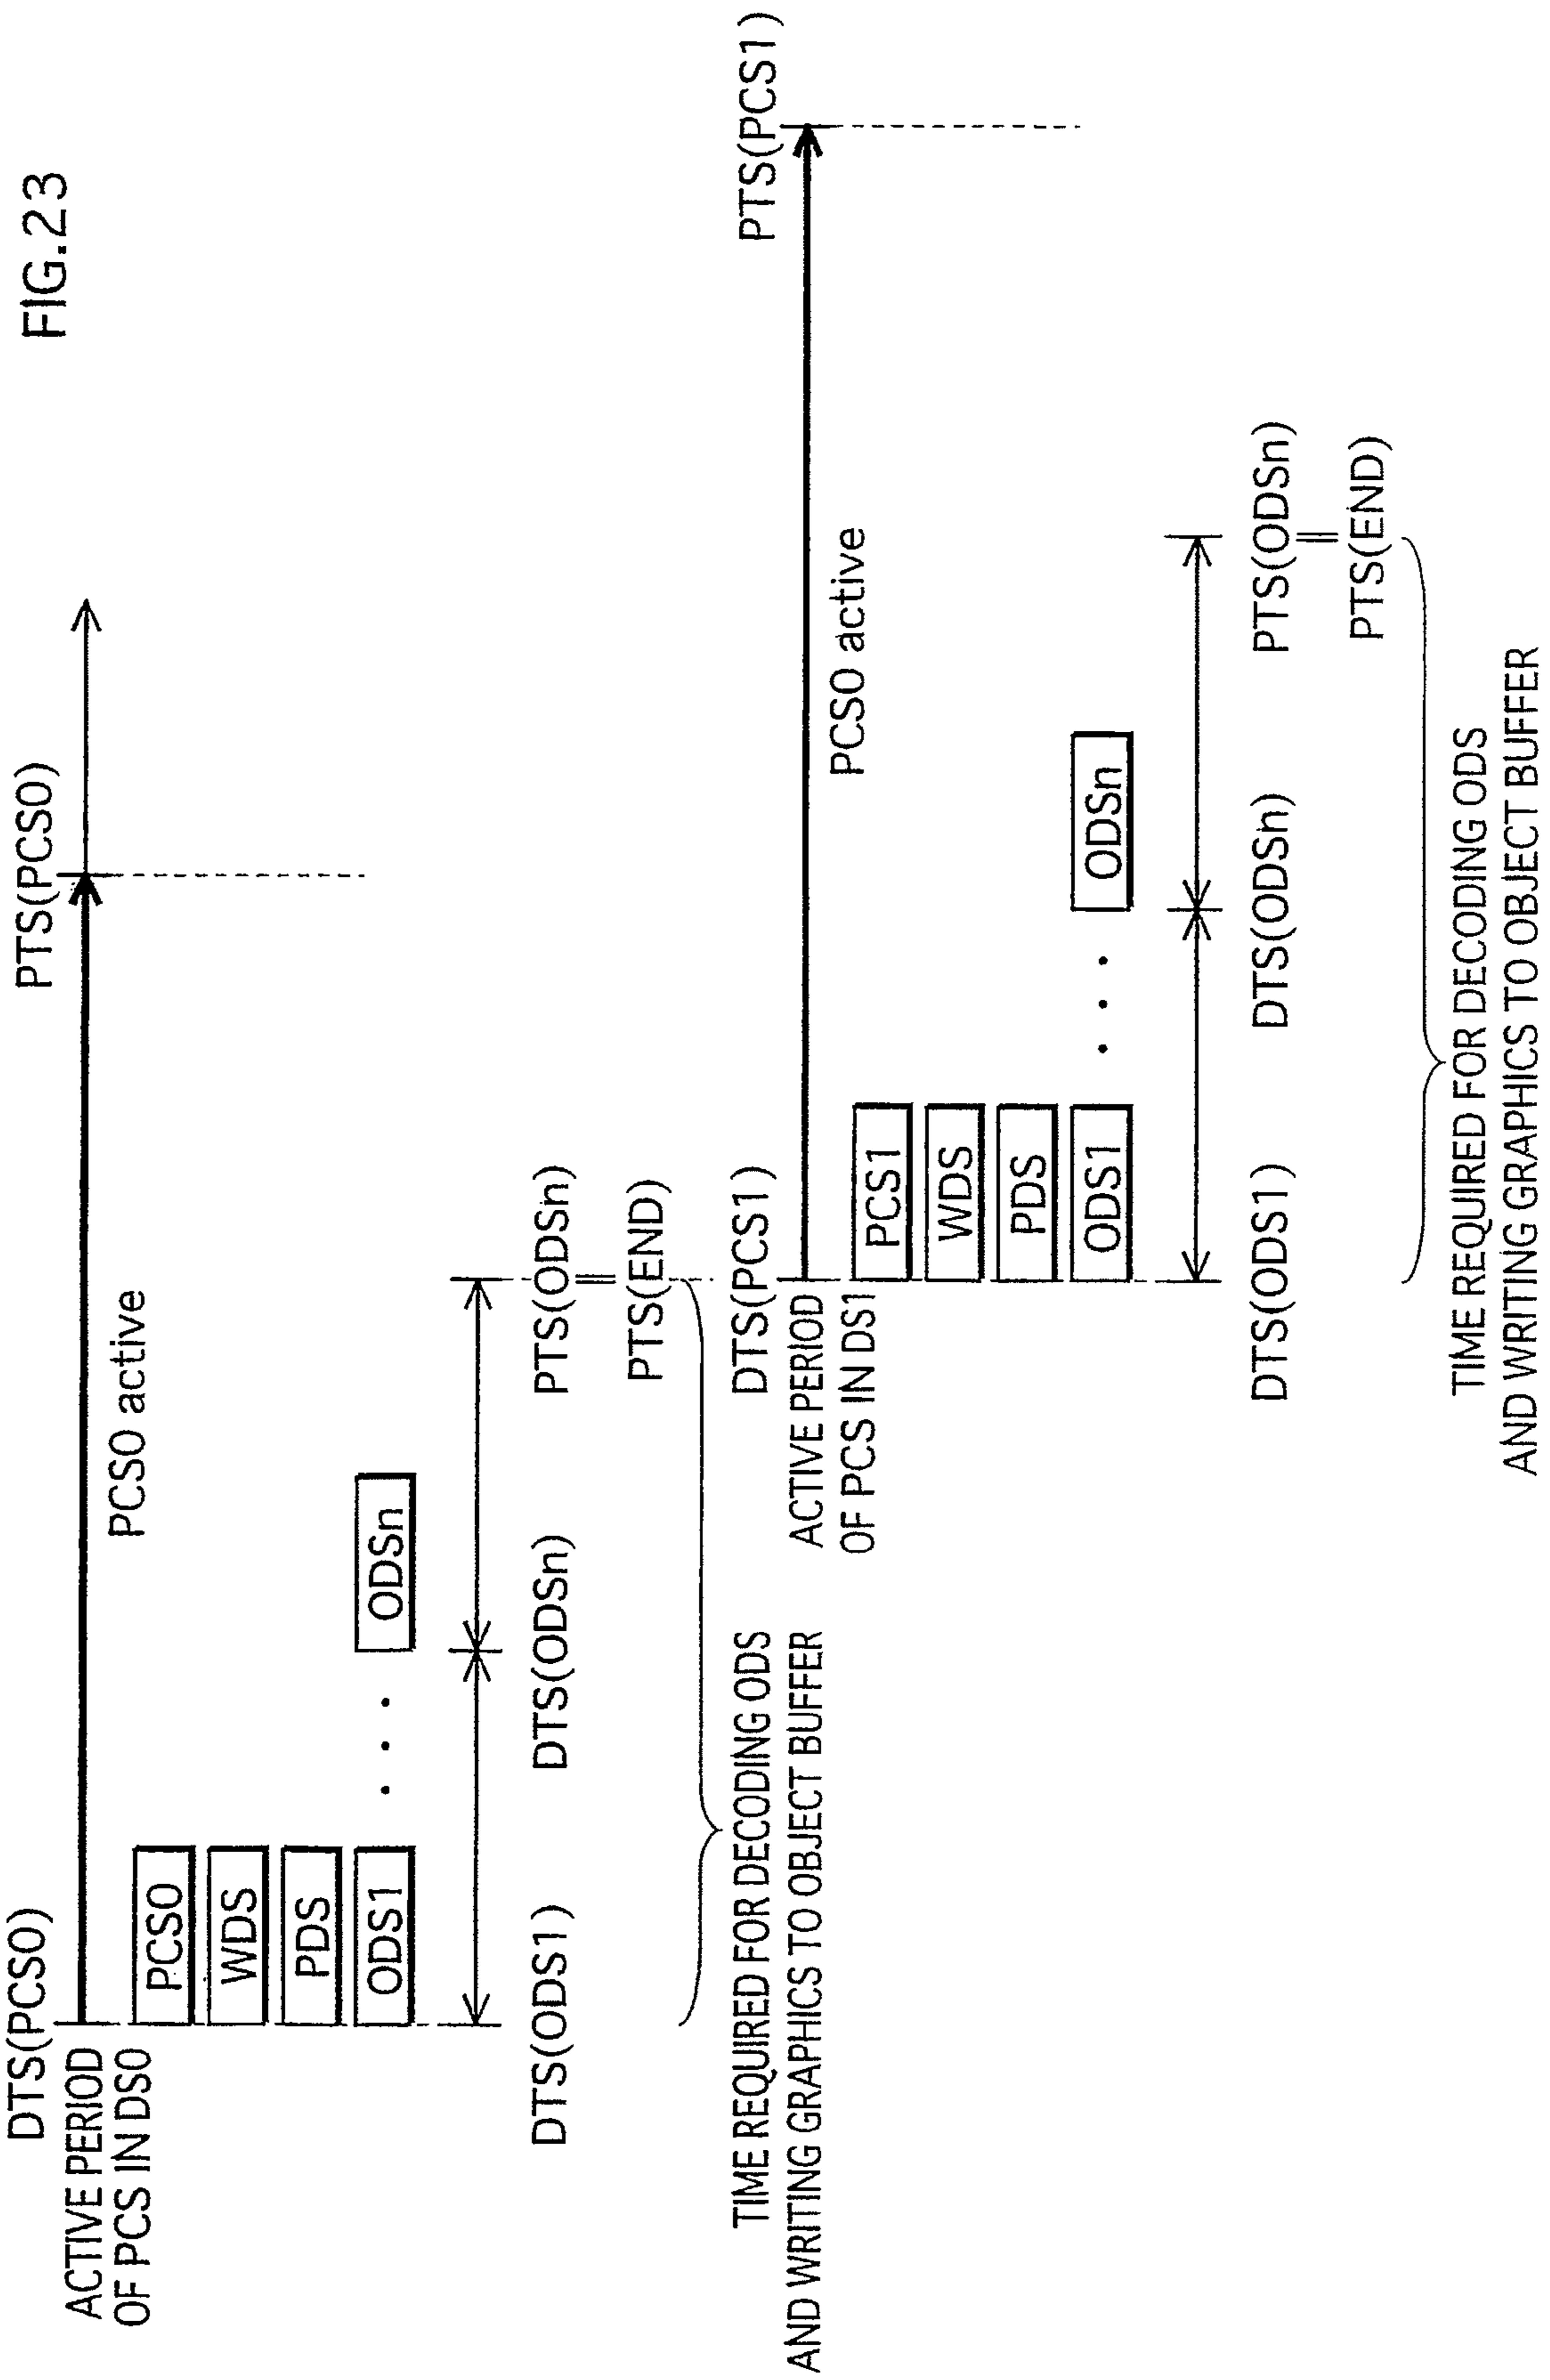 FIG.23
DTS(PCS0)
PTS(PCS0)
ACTIVE PERIOD
OF PCS IN DS0
PCS0 active
PCS0
WDS
PDS
ODS1
• • •
ODSn
DTS(ODS1)
DTS(ODSn)
PTS(ODSn)
=
PTS(END)
TIME REQUIRED FOR DECODING ODS
AND WRITING GRAPHICS TO OBJECT BUFFER
DTS(PCS1)
PTS(PCS1)
ACTIVE PERIOD
OF PCS IN DS1
PCS0 active
PCS1
WDS
PDS
ODS1
• • •
ODSn
DTS(ODS1)
DTS(ODSn)
PTS(ODSn)
=
PTS(END)
TIME REQUIRED FOR DECODING ODS
AND WRITING GRAPHICS TO OBJECT BUFFER